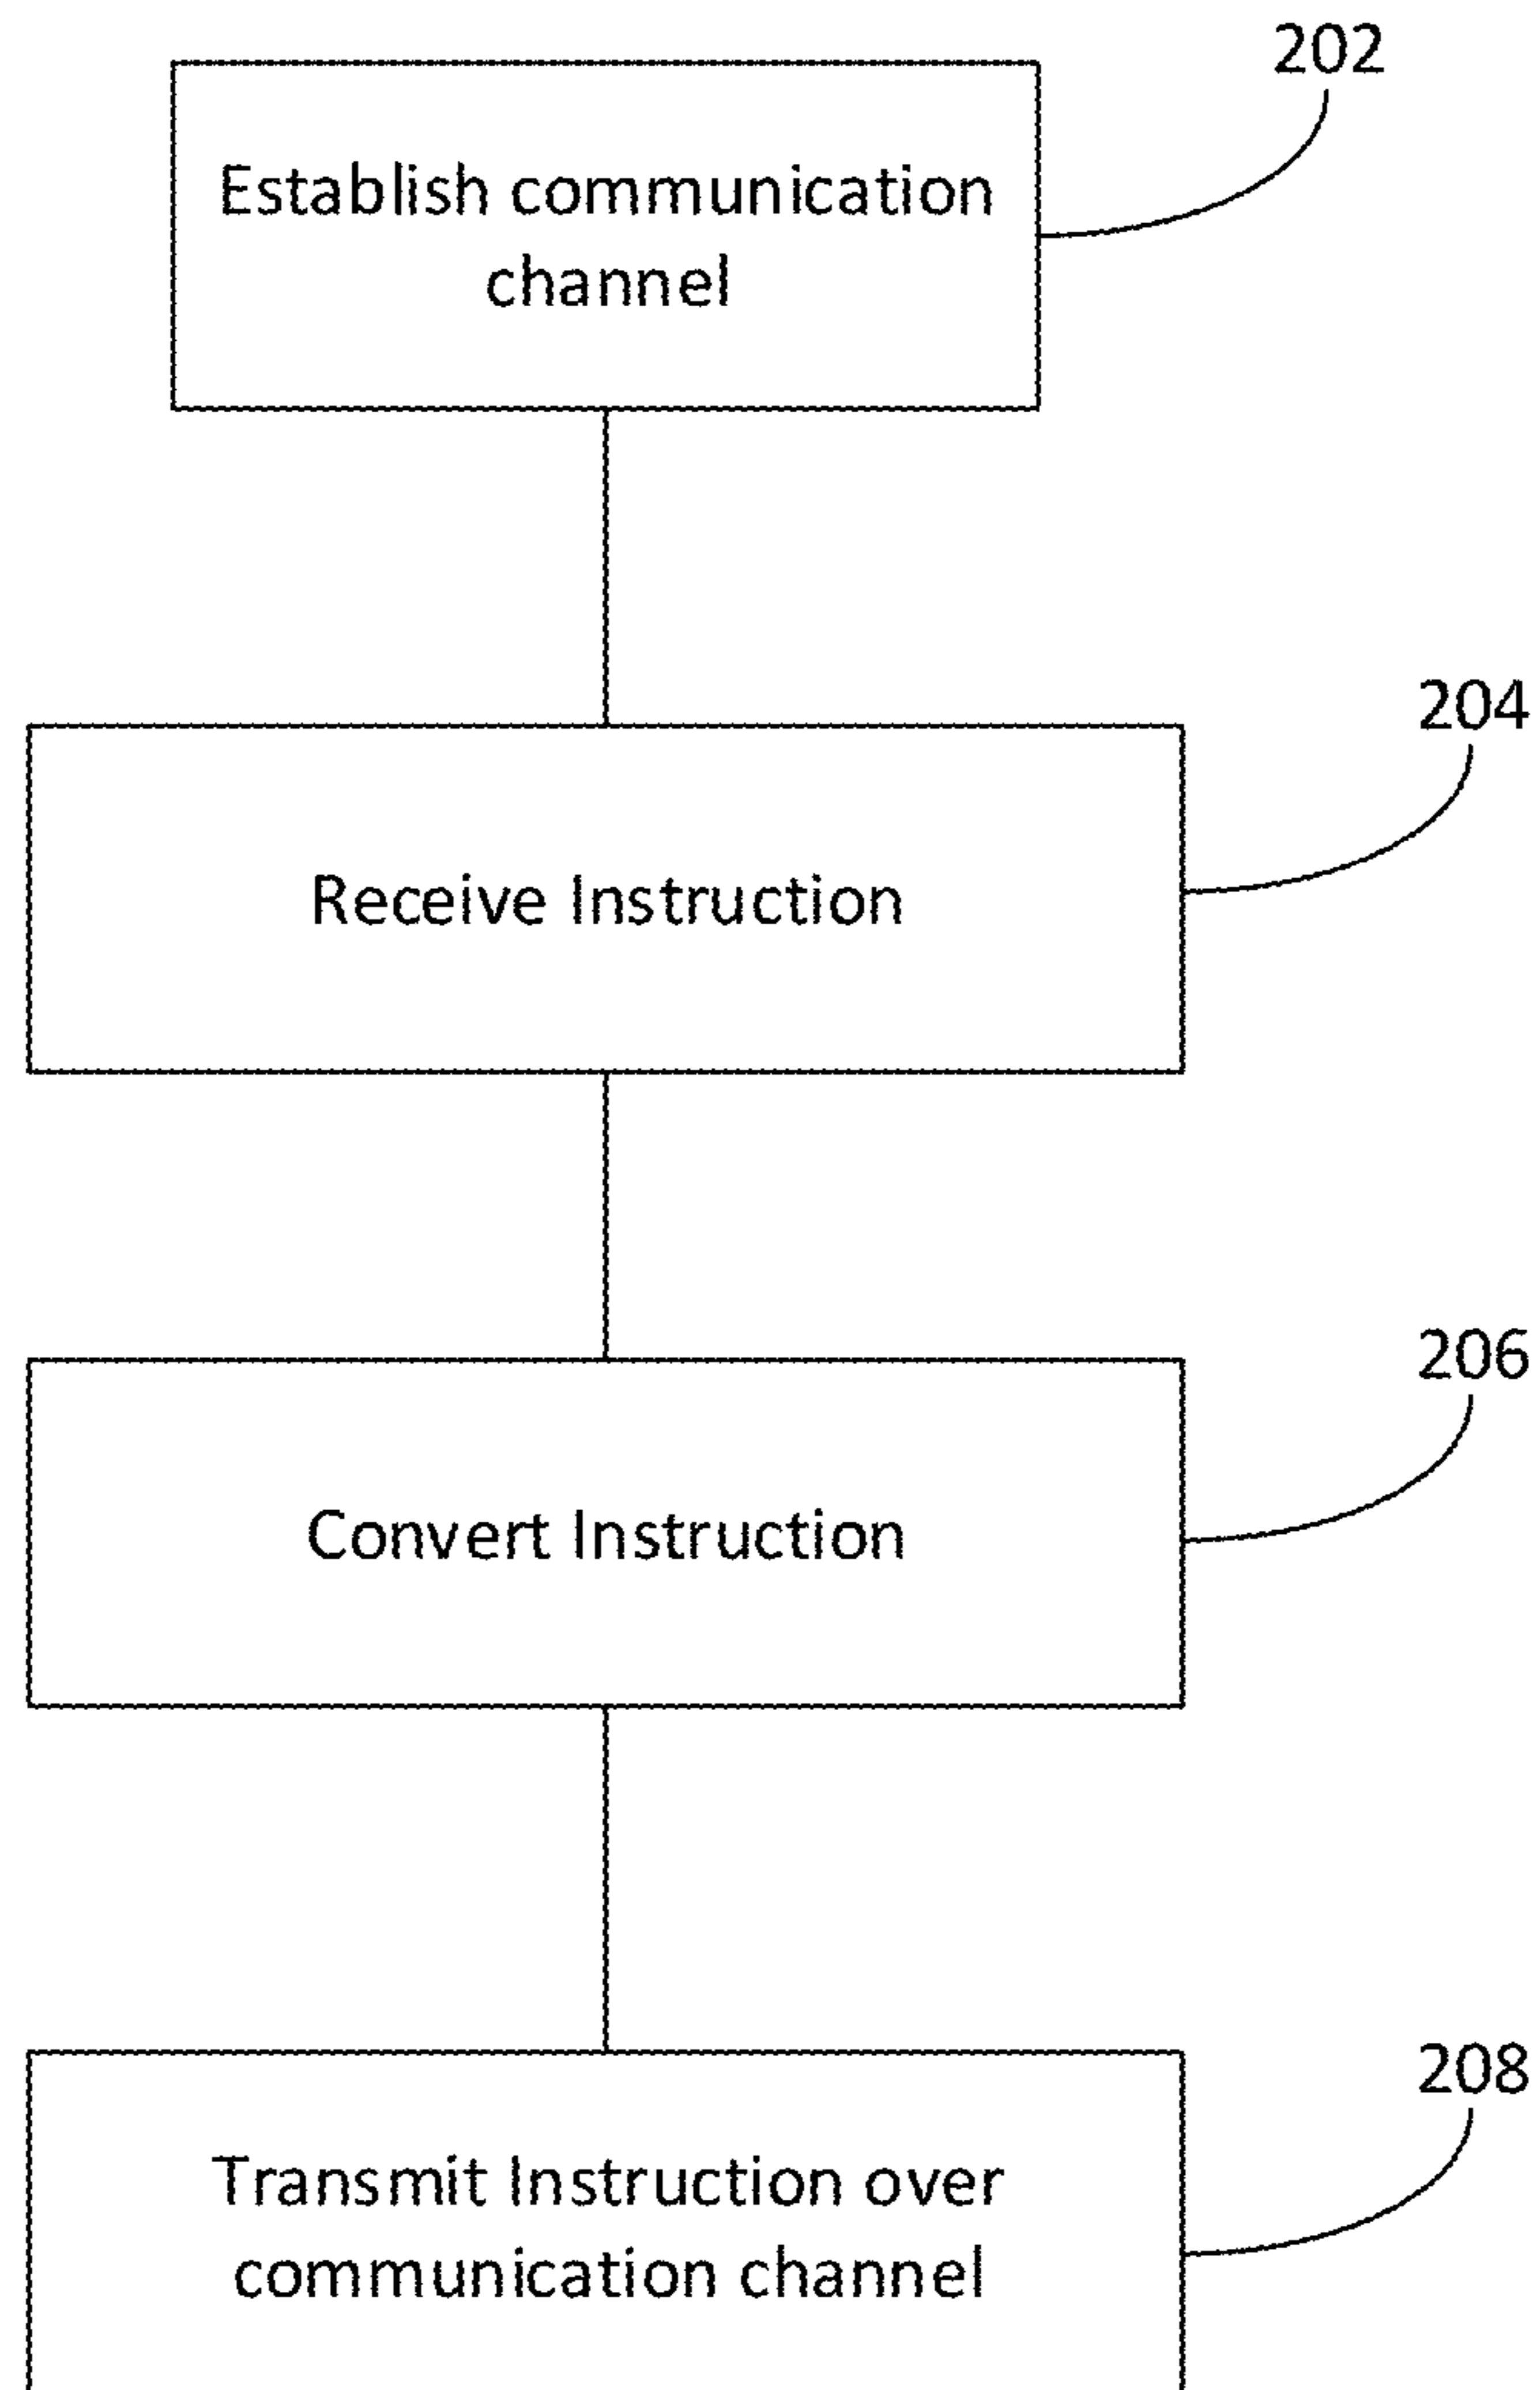 202
Establish communication
channel
204
Receive Instruction
206
Convert Instruction
208
Transmit Instruction over
communication channel